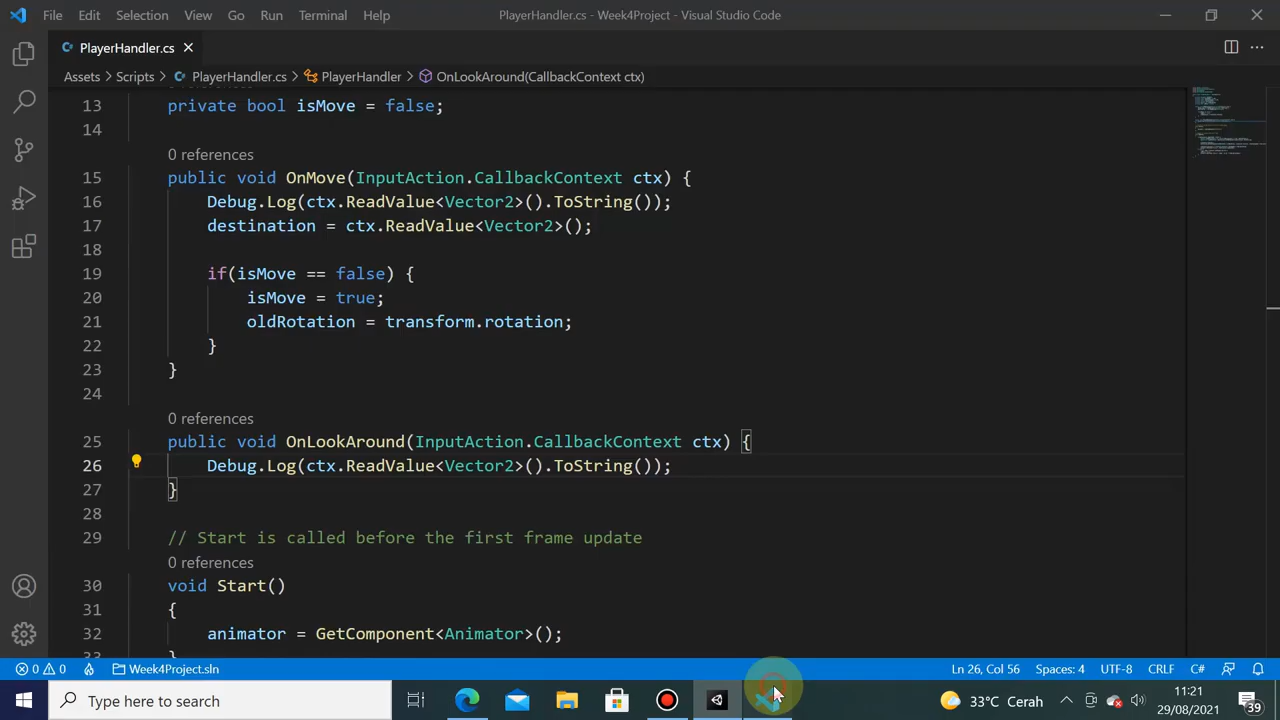 File Edit Selection View Go Run Terminal Help PlayerHandler.cs - Week4Project - Visual Studio Code
PlayerHandler.cs
Assets Scripts PlayerHandler.cs PlayerHandler OnLookAround(CallbackContext ctx)
13 private bool isMove = false;
14
0 references
15 public void OnMove(InputAction.CallbackContext ctx) {
16 Debug.Log(ctx.ReadValue<Vector2>().ToString());
17 destination = ctx.ReadValue<Vector2>();
18
19 if(isMove == false) {
20 isMove = true;
21 oldRotation = transform.rotation;
22 }
23 }
24
0 references
25 public void OnLookAround(InputAction.CallbackContext ctx) {
26 Debug.Log(ctx.ReadValue<Vector2>().ToString());
27 }
28
29 // Start is called before the first frame update
0 references
30 void Start()
31 {
32 animator = GetComponent<Animator>();
33 }
0 0 Week4Project.sln Ln 26, Col 56 Spaces: 4 UTF-8 CRLF C#
Type here to search 33°C Cerah 11:21
29/08/2021 39